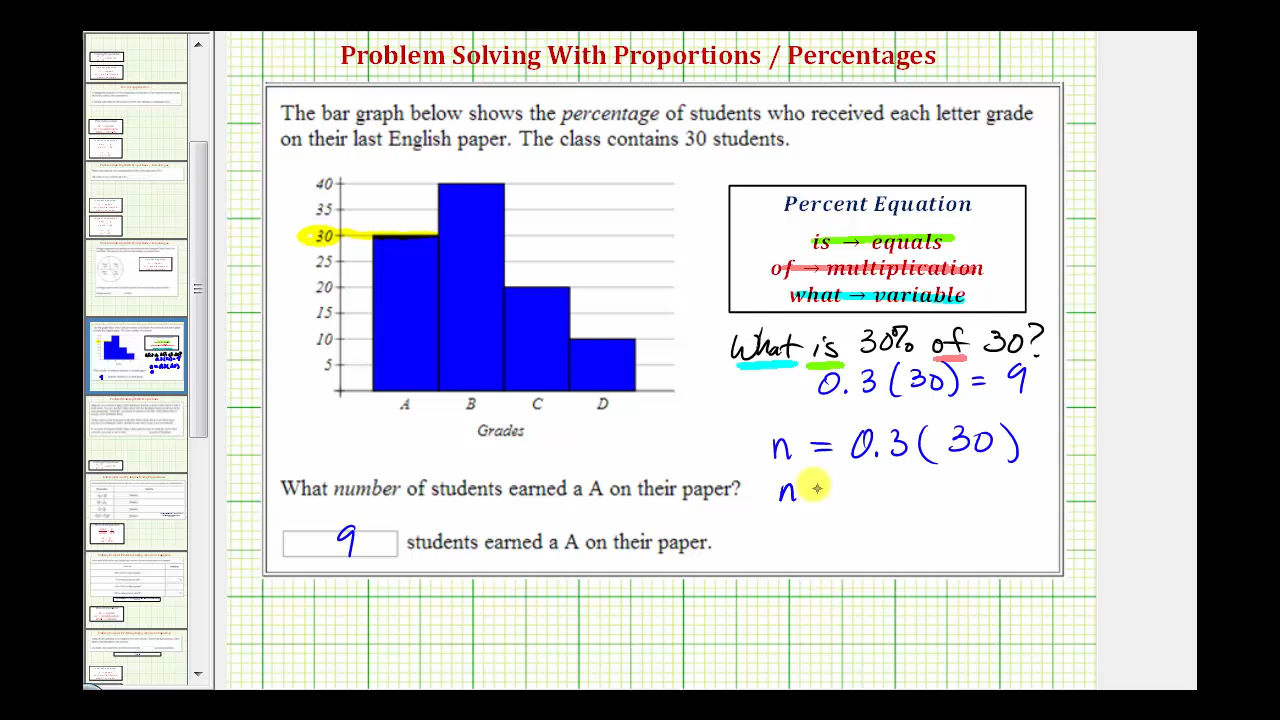 Problem Solving With Proportions / Percentages
The bar graph below shows the percentage of students who received each letter grade
on their last English paper. The class contains 30 students.
40
35
30
25
20
15
10
5
A B C D
Grades
Percent Equation
is → equals
of → multiplication
what → variable
What is 30% of 30?
0.3(30) = 9
n = 0.3(30)
n
What number of students earned a A on their paper?
9 students earned a A on their paper.